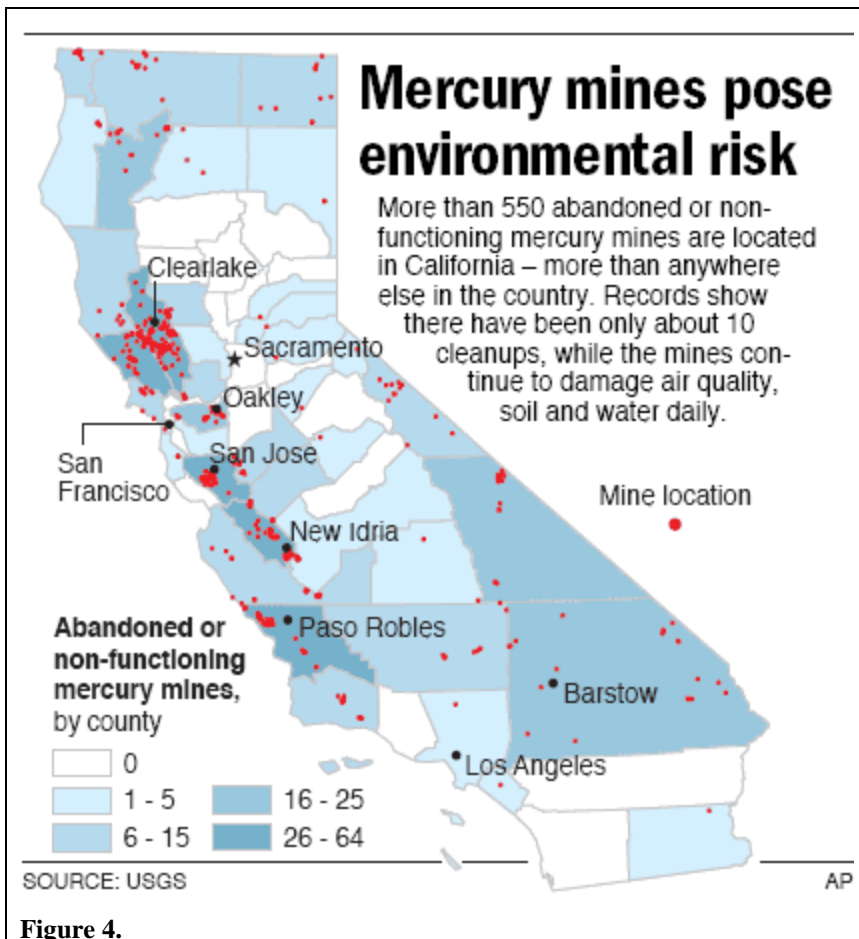 Mercury mines pose
environmental risk
More than 550 abandoned or non-
functioning mercury mines are located
in California – more than anywhere
else in the country. Records show
there have been only about 10
cleanups, while the mines con-
tinue to damage air quality,
soil and water daily.
Clearlake
Sacramento
Oakley
San
Francisco
San Jose
Mine location
New Idria
Paso Robles
Barstow
Los Angeles
Abandoned or
non-functioning
mercury mines,
by county
0
1 - 5
16 - 25
6 - 15
26 - 64
SOURCE: USGS
AP
Figure 4.